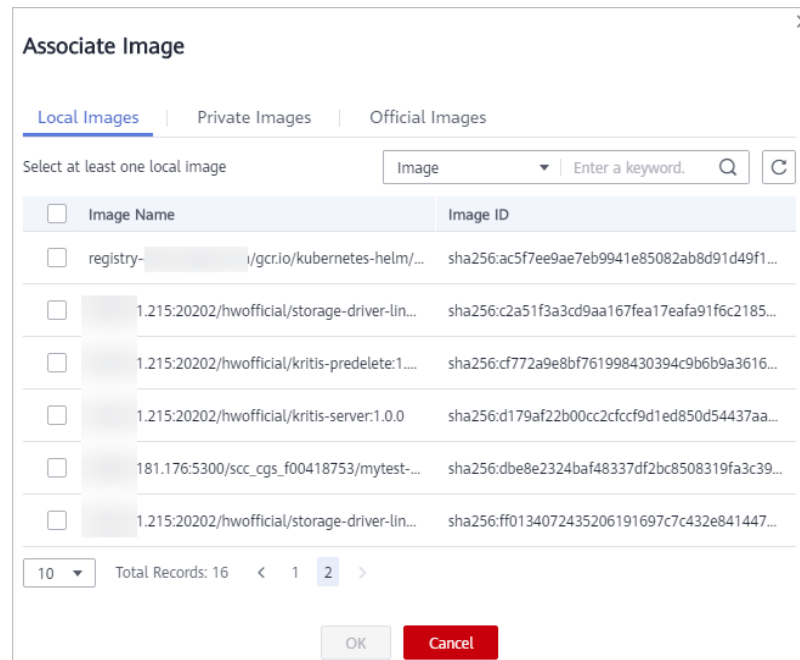 Associate Image
Local Images Private Images Official Images
Select at least one local image Image Enter a keyword.
Image Name Image ID
registry- /gcr.io/kubernetes-helm/... sha256:ac5f7ee9ae7eb9941e85082ab8d91d49f1...
1.215:20202/hwofficial/storage-driver-lin... sha256:c2a51f3a3cd9aa167fea17eafa91f6c2185...
1.215:20202/hwofficial/kritis-predelete:1.... sha256:cf772a9e8bf761998430394c9b6b9a3616...
1.215:20202/hwofficial/kritis-server:1.0.0 sha256:d179af22b00cc2cfccf9d1ed850d54437aa...
181.176:5300/scc_cgs_f00418753/mytest-... sha256:dbe8e2324baf48337df2bc8508319fa3c39...
1.215:20202/hwofficial/storage-driver-lin... sha256:ff0134072435206191697c7c432e841447...
10 Total Records: 16 < 1 2 >
OK Cancel